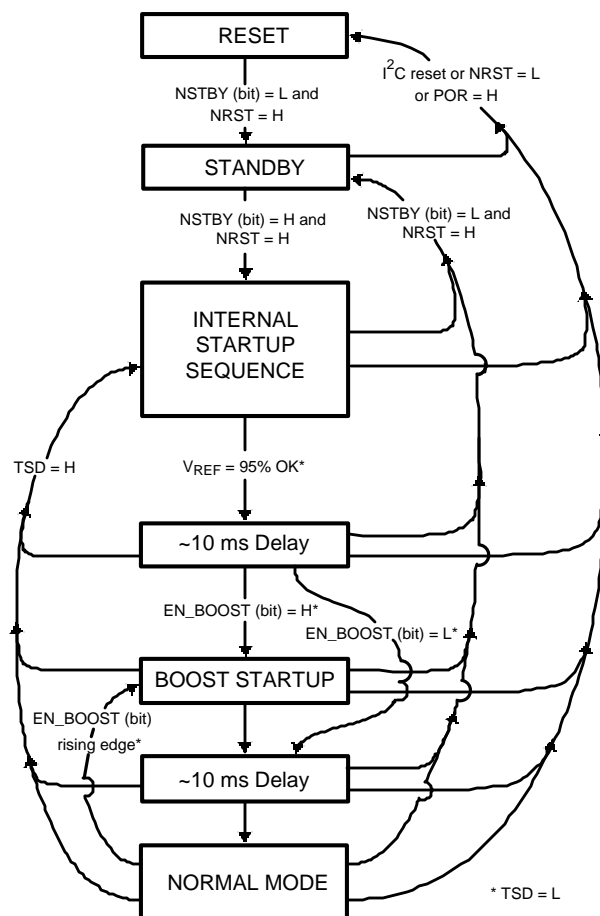 RESET
I²C reset or NRST = L
or POR = H
NSTBY (bit) = L and
NRST = H
STANDBY
NSTBY (bit) = H and
NRST = H
NSTBY (bit) = L and
NRST = H
INTERNAL
STARTUP
SEQUENCE
TSD = H
VREF = 95% OK*
~10 ms Delay
EN_BOOST (bit) = H*
EN_BOOST (bit) = L*
BOOST STARTUP
EN_BOOST (bit)
rising edge*
~10 ms Delay
NORMAL MODE
* TSD = L